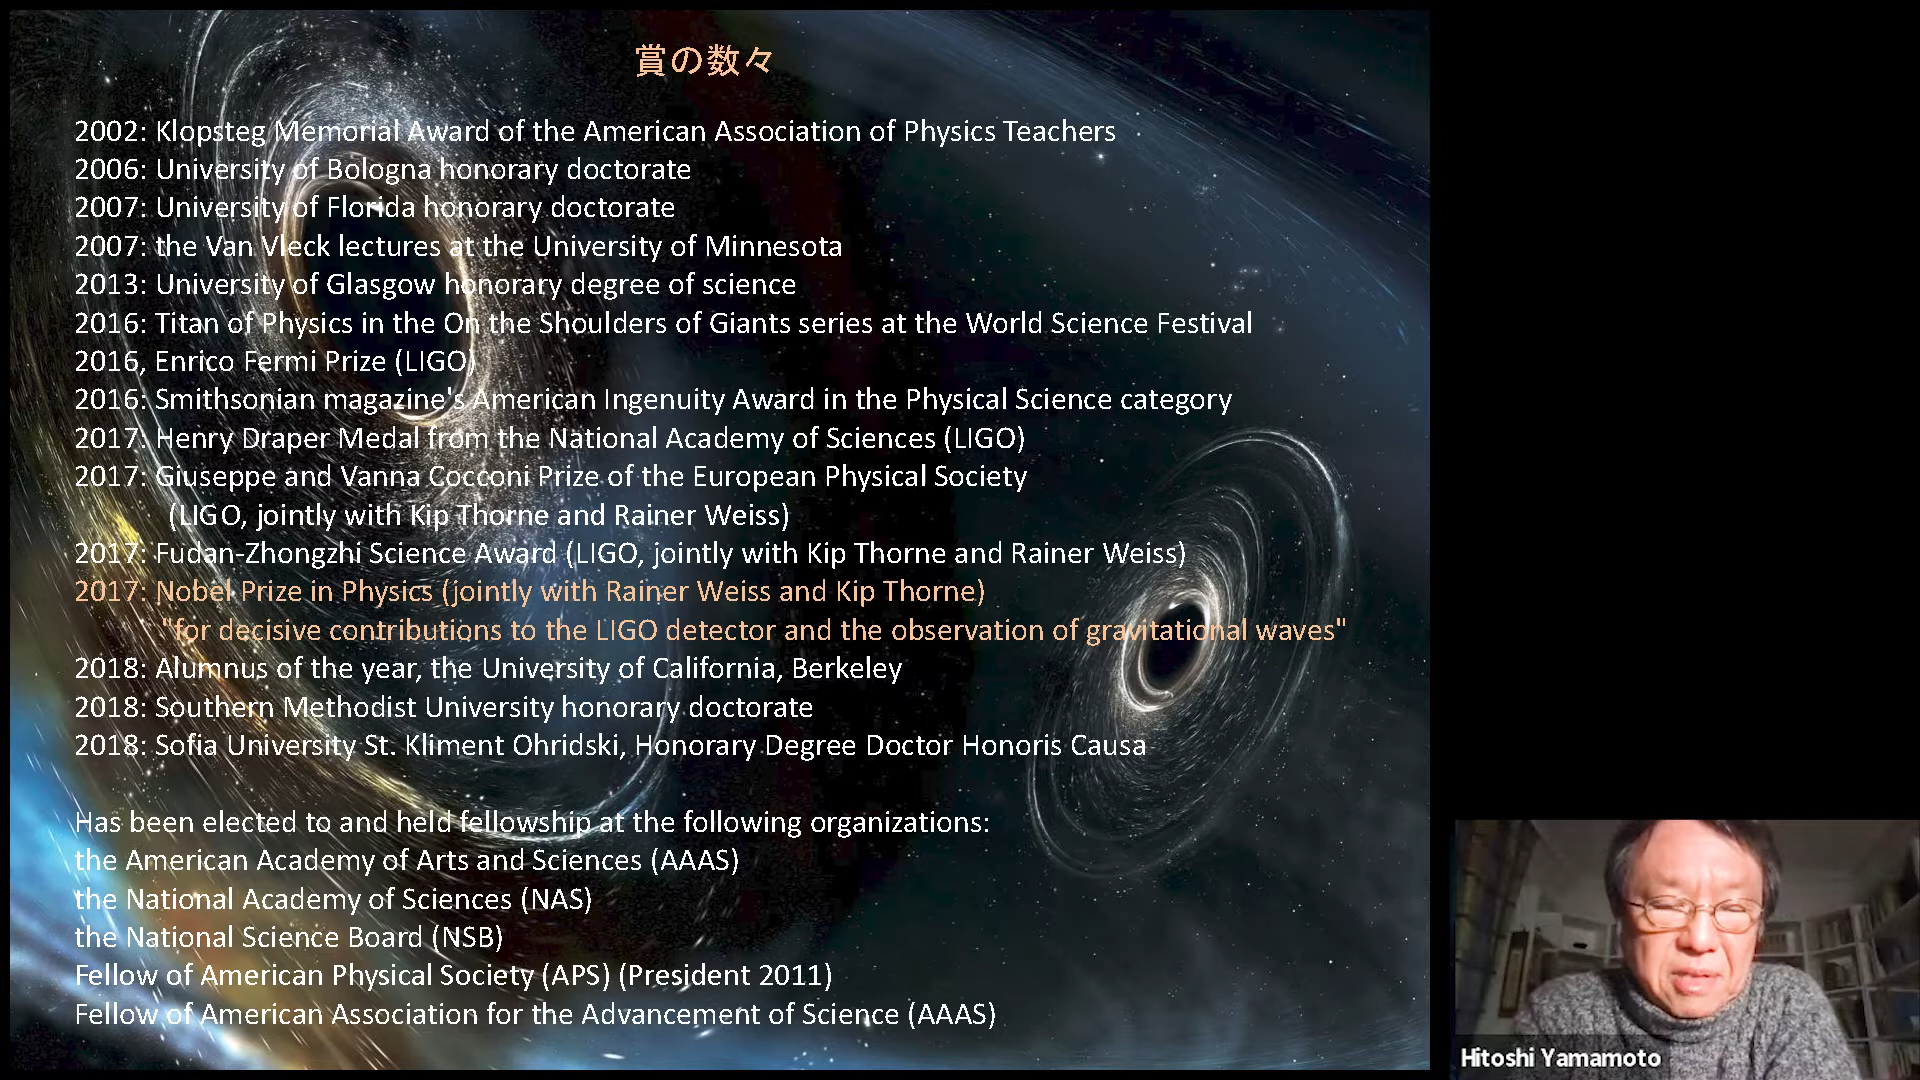 賞の数々
2002: Klopsteg Memorial Award of the American Association of Physics Teachers
2006: University of Bologna honorary doctorate
2007: University of Florida honorary doctorate
2007: the Van Vleck lectures at the University of Minnesota
2013: University of Glasgow honorary degree of science
2016: Titan of Physics in the On the Shoulders of Giants series at the World Science Festival
2016, Enrico Fermi Prize (LIGO)
2016: Smithsonian magazine's American Ingenuity Award in the Physical Science category
2017: Henry Draper Medal from the National Academy of Sciences (LIGO)
2017: Giuseppe and Vanna Cocconi Prize of the European Physical Society
(LIGO, jointly with Kip Thorne and Rainer Weiss)
2017: Fudan-Zhongzhi Science Award (LIGO, jointly with Kip Thorne and Rainer Weiss)
2017: Nobel Prize in Physics (jointly with Rainer Weiss and Kip Thorne)
"for decisive contributions to the LIGO detector and the observation of gravitational waves"
2018: Alumnus of the year, the University of California, Berkeley
2018: Southern Methodist University honorary doctorate
2018: Sofia University St. Kliment Ohridski, Honorary Degree Doctor Honoris Causa
Has been elected to and held fellowship at the following organizations:
the American Academy of Arts and Sciences (AAAS)
the National Academy of Sciences (NAS)
the National Science Board (NSB)
Fellow of American Physical Society (APS) (President 2011)
Fellow of American Association for the Advancement of Science (AAAS)
Hitoshi Yamamoto